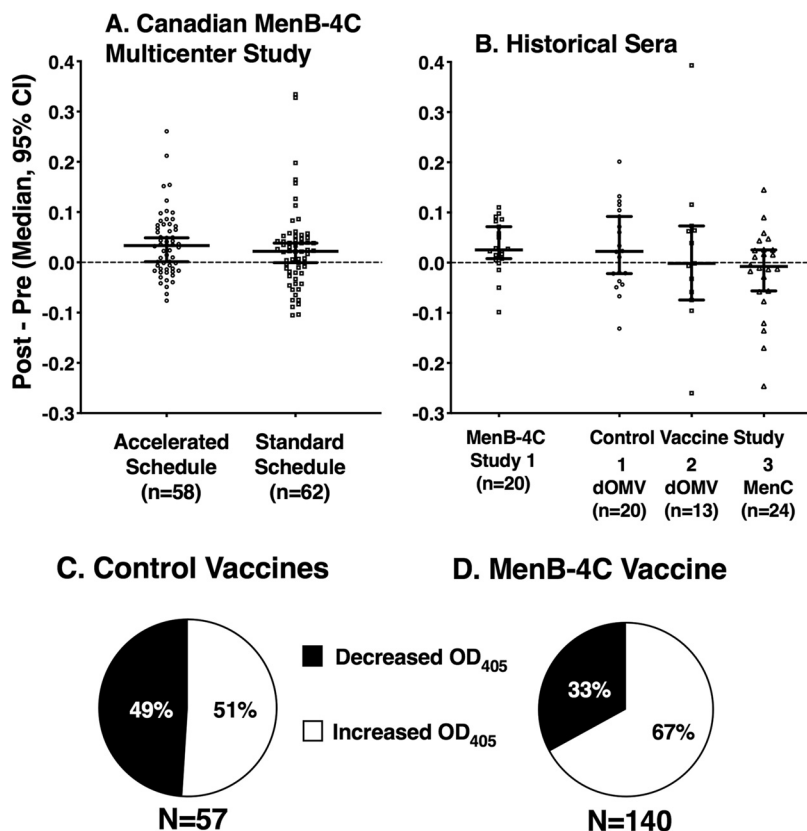 A. Canadian MenB-4C
Multicenter Study
B. Historical Sera
Post - Pre (Median, 95% CI)
0.4
0.3
0.2
0.1
0.0
-0.1
-0.2
-0.3
Accelerated
Schedule
(n=58)
Standard
Schedule
(n=62)
0.4
0.3
0.2
0.1
0.0
-0.1
-0.2
-0.3
MenB-4C
Study 1
(n=20)
Control Vaccine Study
1 2 3
dOMV dOMV MenC
(n=20) (n=13) (n=24)
C. Control Vaccines
D. MenB-4C Vaccine
49% 51%
Decreased OD405
Increased OD405
33%
67%
N=57
N=140